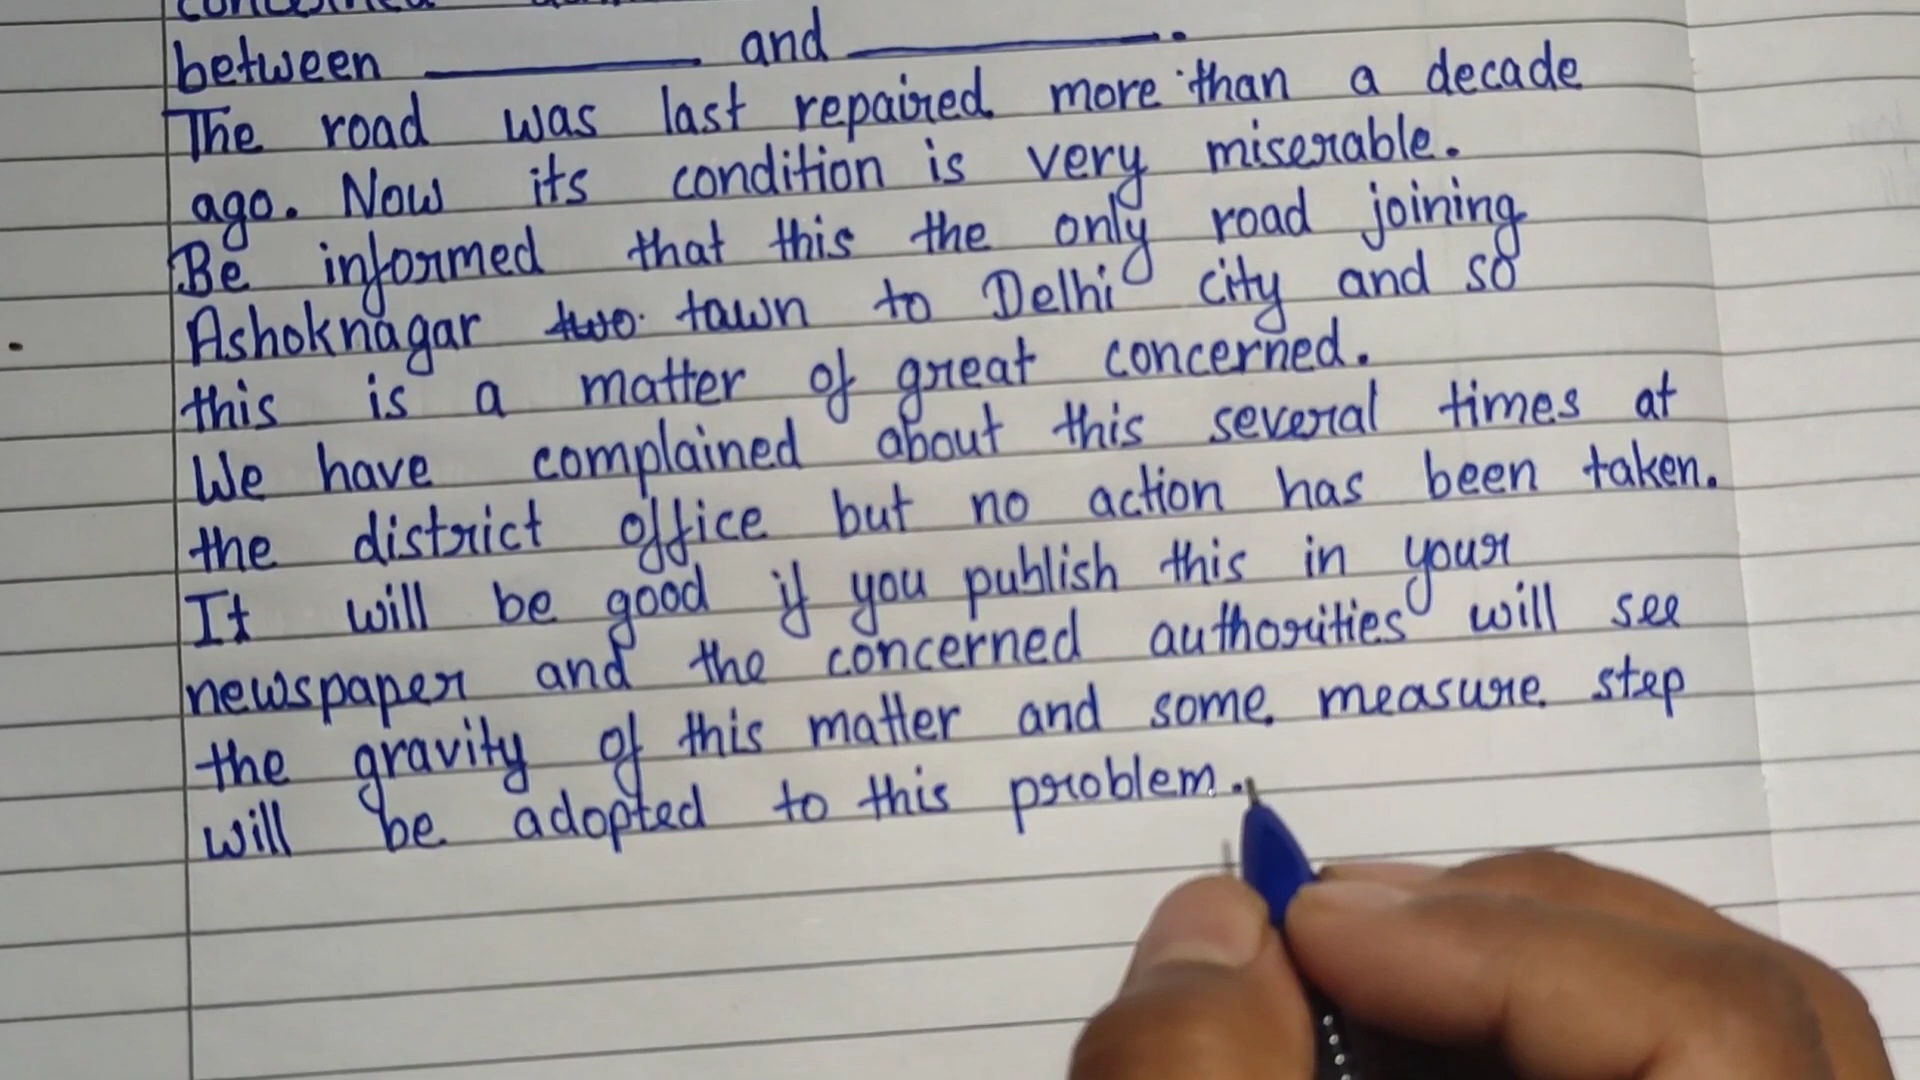 between ________ and ________.
The road was last repaired more than a decade
ago. Now its condition is very miserable.
Be informed that this the only road joining
Ashoknagar two tawn to Delhi city and so
this is a matter of great concerned.
We have complained about this several times at
the district office but no action has been taken.
It will be good if you publish this in your
newspaper and the concerned authorities will see
the gravity of this matter and some measure step
will be adopted to this problem.